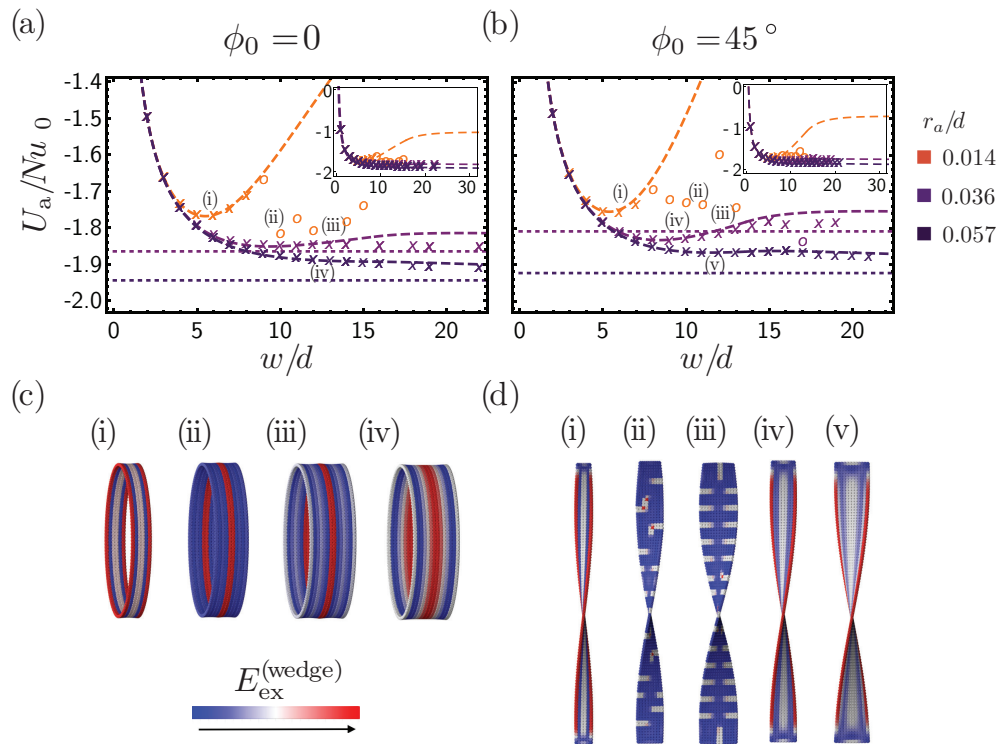 (a)
ϕ₀ = 0
(b)
ϕ₀ = 45°
Uₐ/Nu₀
-1.4
-1.5
-1.6
-1.7
-1.8
-1.9
-2.0
0 5 10 15 20
w/d
(i)
(ii)
(iii)
(iv)
0
-1
-2
0 10 20 30
0 5 10 15 20
w/d
(i)
(ii)
(iii)
(iv)
(v)
0
-1
-2
0 10 20 30
rₐ/d
0.014
0.036
0.057
(c)
(i) (ii) (iii) (iv)
E_ex^(wedge)
(d)
(i) (ii) (iii) (iv) (v)